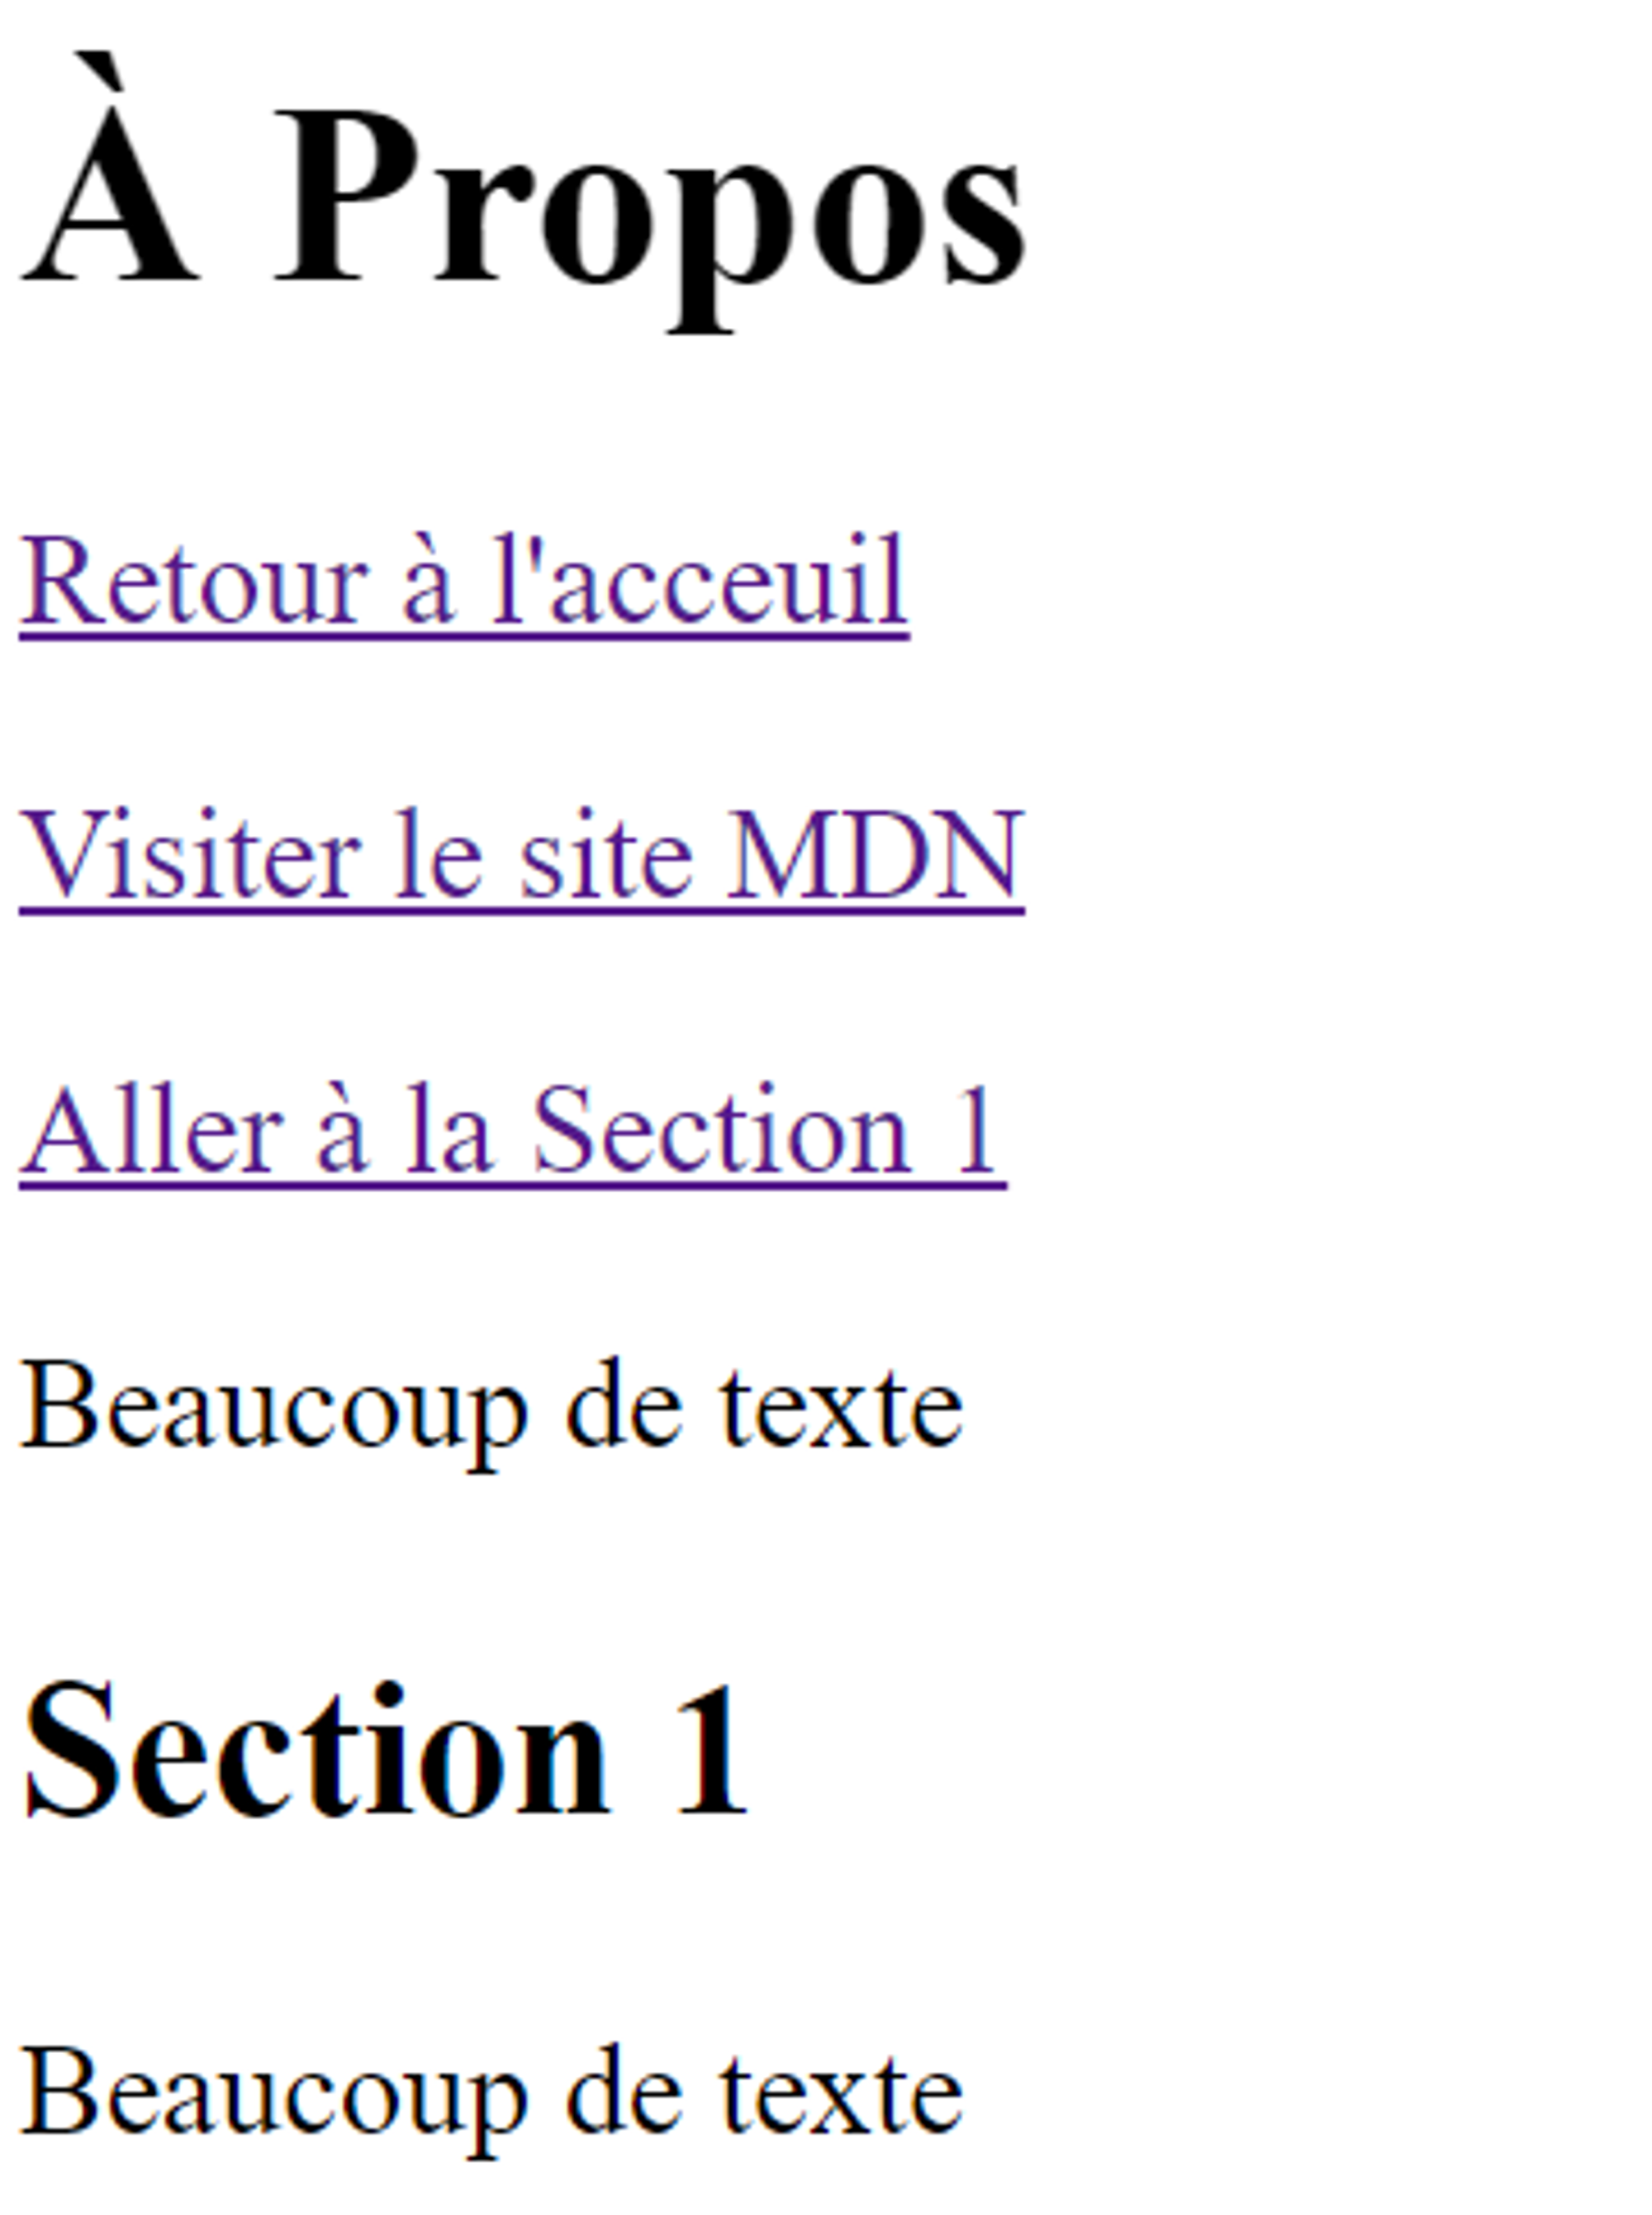 À Propos
Retour à l'acceuil
Visiter le site MDN
Aller à la Section 1
Beaucoup de texte
Section 1
Beaucoup de texte